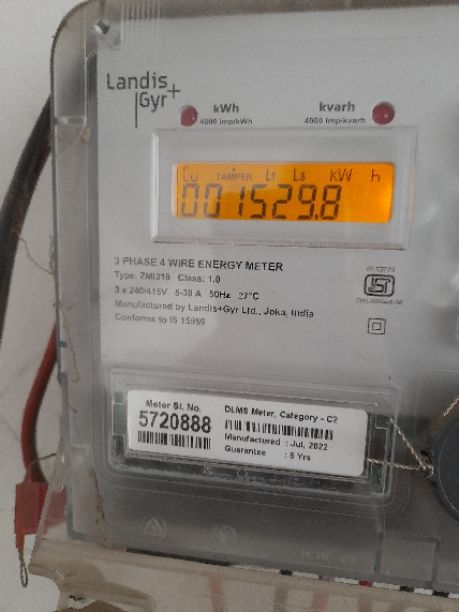 Landis+
Gyr+
kWh
4000 imp/kWh
kvarh
4000 imp/kvarh
Cu TAMPER L1 L3 KW h
001529.8
3 PHASE 4 WIRE ENERGY METER
Type: ZMI310 Class: 1.0
3 x 240/415V 5-30 A 50Hz 27°C
Manufactured by Landis+Gyr Ltd., Joka, India
Conforms to IS 15959
Meter Sl. No.
5720888
DLMS Meter, Category - C2
Manufactured : Jul, 2022
Guarantee : 5 Yrs